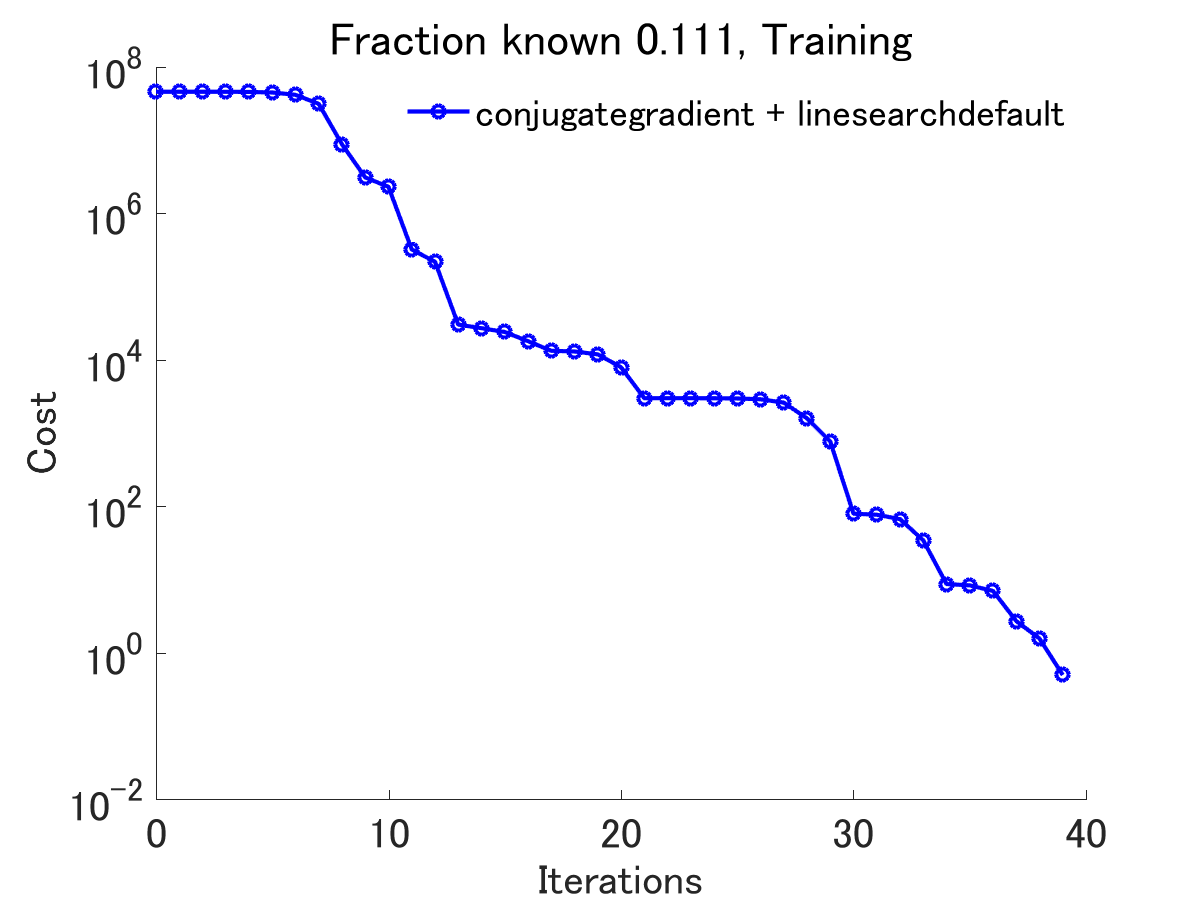 Fraction known 0.111, Training
conjugategradient + linesearchdefault
10^8
10^6
10^4
10^2
10^0
10^-2
Cost
0 10 20 30 40
Iterations